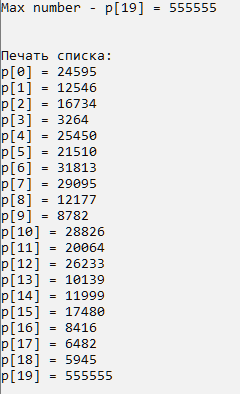 Max number - p[19] = 555555
Печать списка:
p[0] = 24595
p[1] = 12546
p[2] = 16734
p[3] = 3264
p[4] = 25450
p[5] = 21510
p[6] = 31813
p[7] = 29095
p[8] = 12177
p[9] = 8782
p[10] = 28826
p[11] = 20064
p[12] = 26233
p[13] = 10139
p[14] = 11999
p[15] = 17480
p[16] = 8416
p[17] = 6482
p[18] = 5945
p[19] = 555555